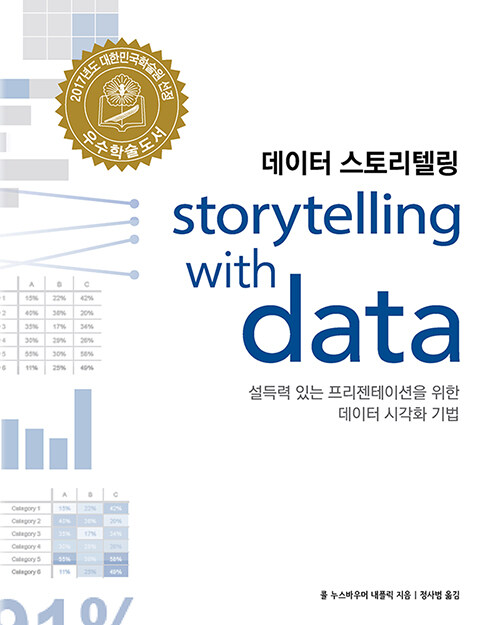 2017년도 대한민국학술원 선정
우수학술도서
데이터 스토리텔링
storytelling
with
data
설득력 있는 프리젠테이션을 위한
데이터 시각화 기법
A B C
1 15% 22% 42%
2 40% 36% 20%
3 35% 17% 34%
4 30% 29% 26%
5 55% 30% 58%
6 11% 25% 49%
A B C
Category 1 15% 22% 42%
Category 2 40% 36% 20%
Category 3 35% 17% 34%
Category 4 30% 29% 26%
Category 5 55% 30% 58%
Category 6 11% 25% 49%
91%
콜 누스바우머 내플릭 지음 | 정사범 옮김